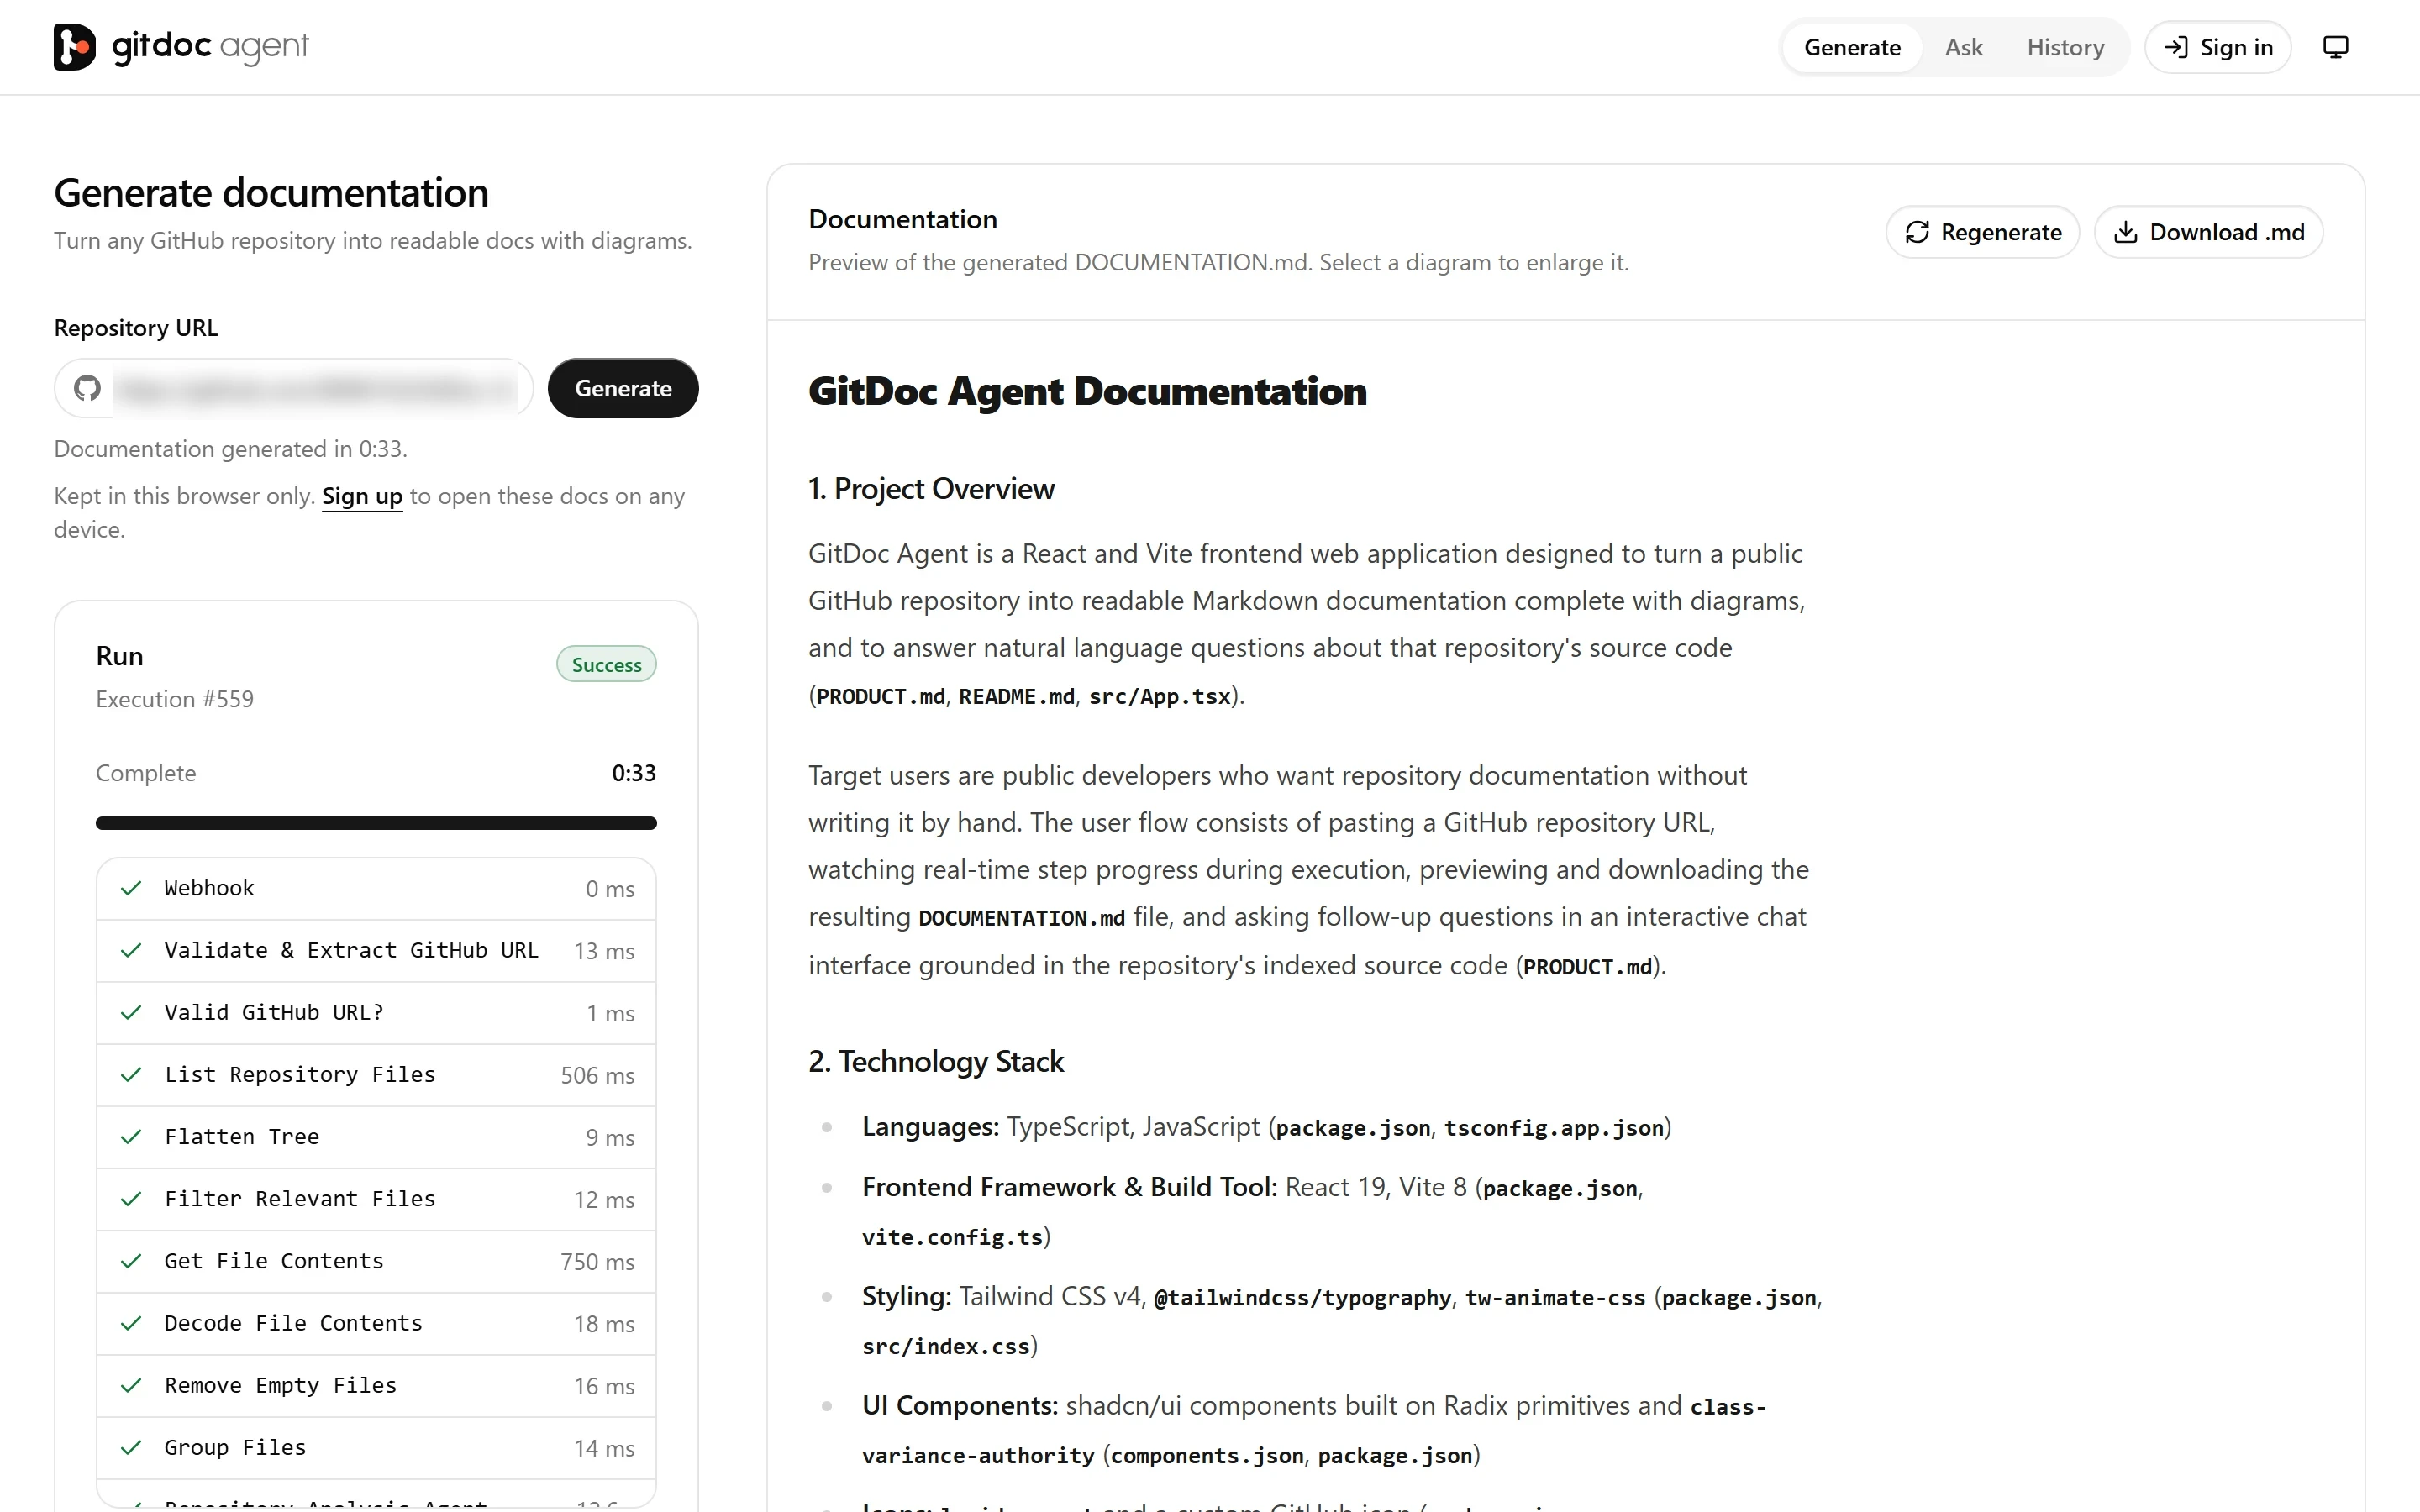 gitdoc agent
Generate
Ask
History
Sign in
Generate documentation
Turn any GitHub repository into readable docs with diagrams.
Repository URL
Generate
Documentation generated in 0:33.
Kept in this browser only. Sign up to open these docs on any
device.
Run
Success
Execution #559
Complete
0:33
Webhook 0 ms
Validate & Extract GitHub URL 13 ms
Valid GitHub URL? 1 ms
List Repository Files 506 ms
Flatten Tree 9 ms
Filter Relevant Files 12 ms
Get File Contents 750 ms
Decode File Contents 18 ms
Remove Empty Files 16 ms
Group Files 14 ms
Repository Analysis Agent
Documentation
Regenerate
Download .md
Preview of the generated DOCUMENTATION.md. Select a diagram to enlarge it.
GitDoc Agent Documentation
1. Project Overview
GitDoc Agent is a React and Vite frontend web application designed to turn a public
GitHub repository into readable Markdown documentation complete with diagrams,
and to answer natural language questions about that repository's source code
(PRODUCT.md, README.md, src/App.tsx).
Target users are public developers who want repository documentation without
writing it by hand. The user flow consists of pasting a GitHub repository URL,
watching real-time step progress during execution, previewing and downloading the
resulting DOCUMENTATION.md file, and asking follow-up questions in an interactive chat
interface grounded in the repository's indexed source code (PRODUCT.md).
2. Technology Stack
Languages: TypeScript, JavaScript (package.json, tsconfig.app.json)
Frontend Framework & Build Tool: React 19, Vite 8 (package.json,
vite.config.ts)
Styling: Tailwind CSS v4, @tailwindcss/typography, tw-animate-css (package.json,
src/index.css)
UI Components: shadcn/ui components built on Radix primitives and class-
variance-authority (components.json, package.json)